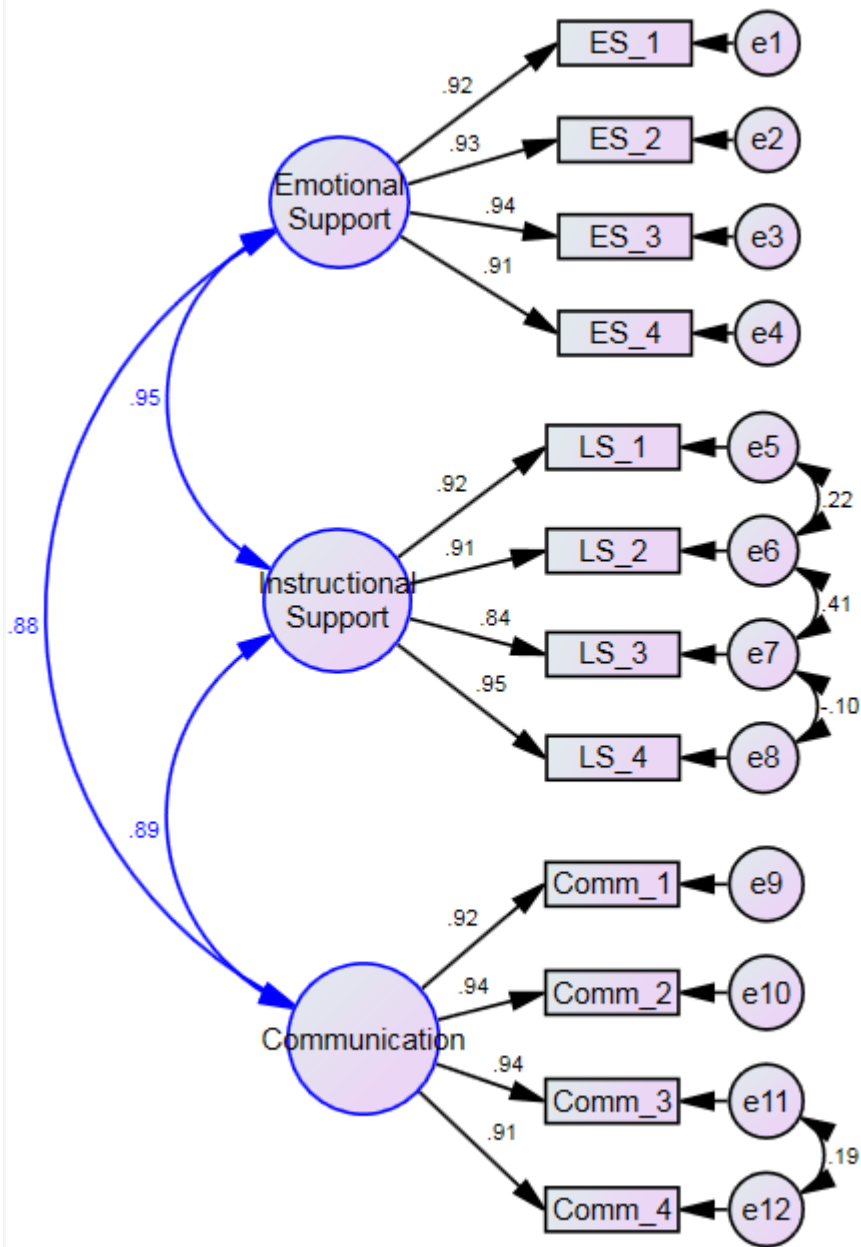 ES_1
e1
.92
ES_2
e2
.93
Emotional
Support
ES_3
e3
.94
.91
ES_4
e4
.95
LS_1
e5
.92
.22
LS_2
e6
.91
Instructional
Support
.41
.88
.84
LS_3
e7
.95
-.10
LS_4
e8
.89
Comm_1
e9
.92
Comm_2
e10
.94
Communication
.94
Comm_3
e11
.91
.19
Comm_4
e12